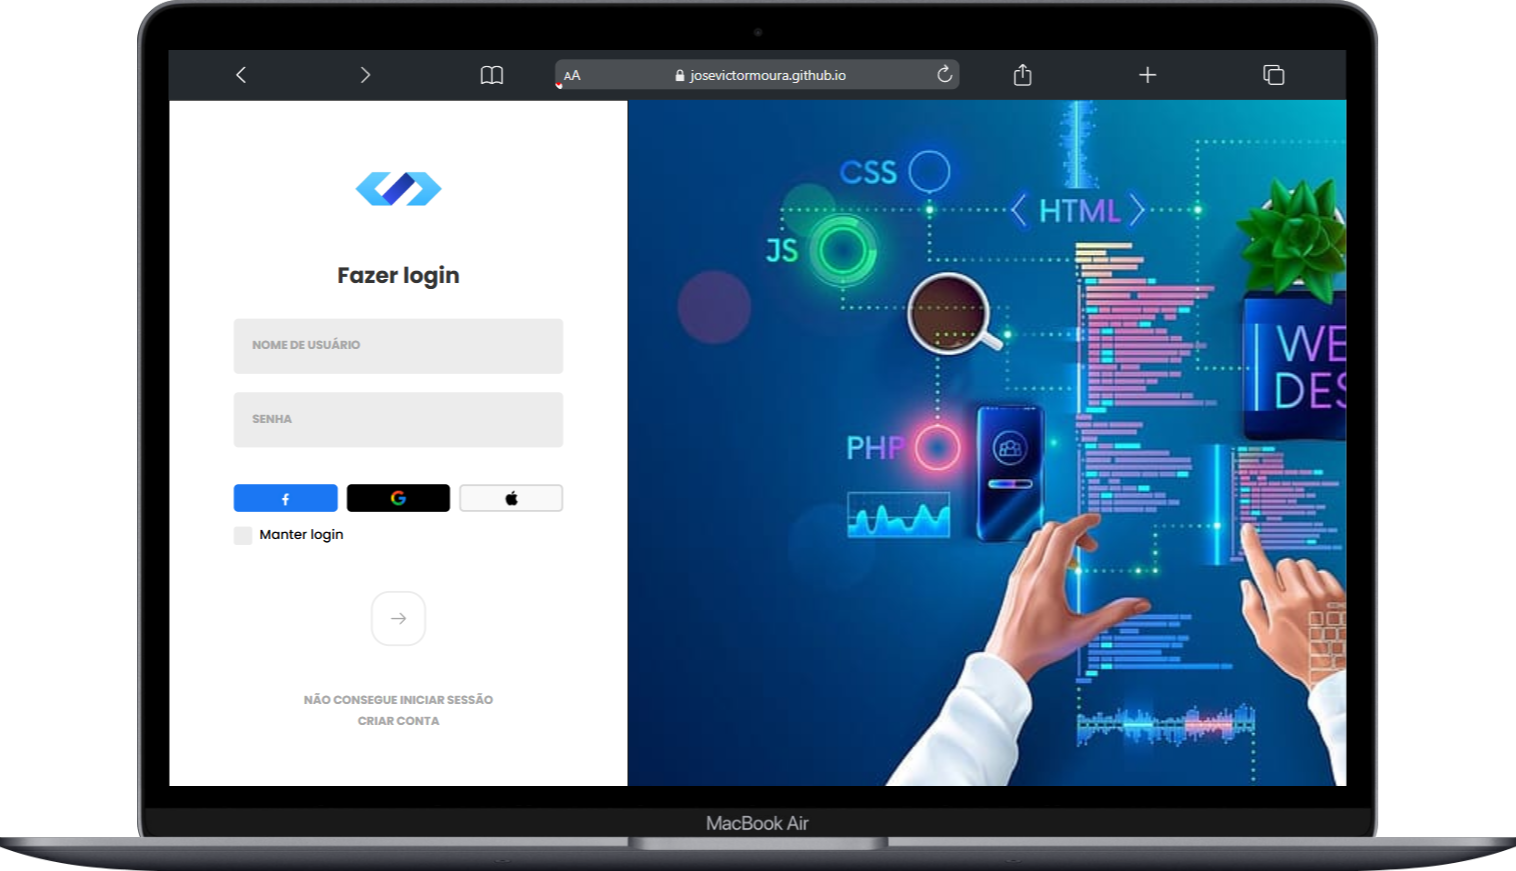 AA
josevictormoura.github.io
Fazer login
NOME DE USUÁRIO
SENHA
Manter login
NÃO CONSEGUE INICIAR SESSÃO
CRIAR CONTA
CSS
HTML
JS
PHP
WE
DES
MacBook Air